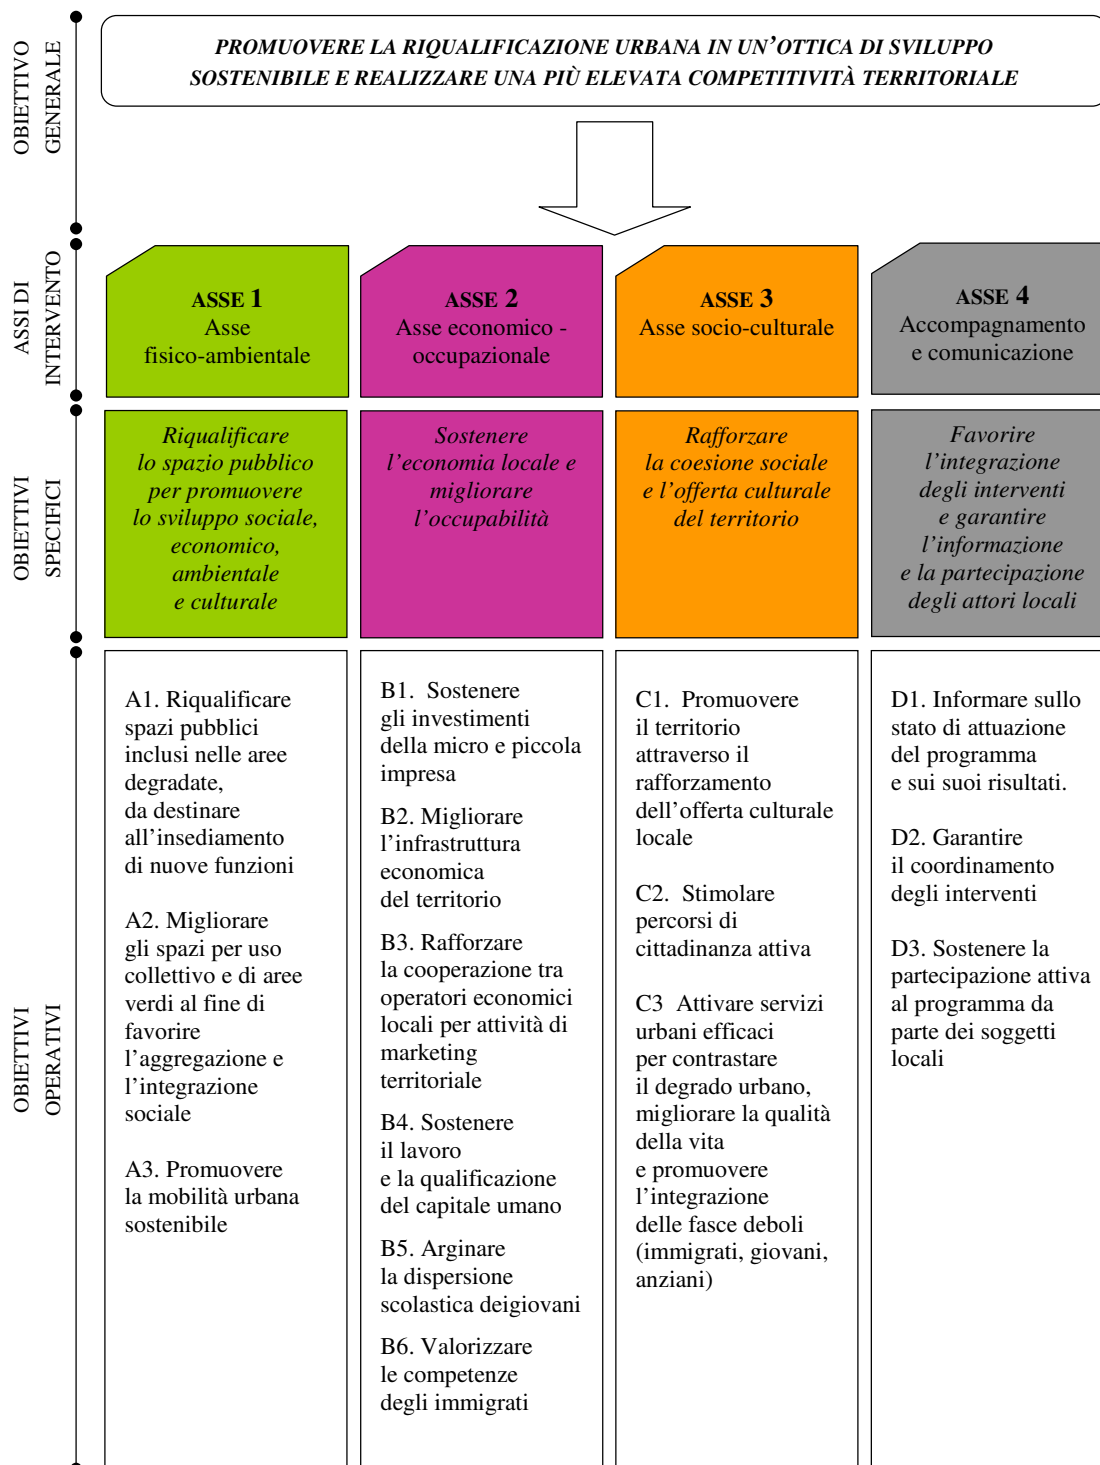 OBIETTIVO
GENERALE
PROMUOVERE LA RIQUALIFICAZIONE URBANA IN UN’OTTICA DI SVILUPPO
SOSTENIBILE E REALIZZARE UNA PIÙ ELEVATA COMPETITIVITÀ TERRITORIALE
ASSI DI
INTERVENTO
ASSE 1
Asse
fisico-ambientale
ASSE 2
Asse economico -
occupazionale
ASSE 3
Asse socio-culturale
ASSE 4
Accompagnamento
e comunicazione
OBIETTIVI
SPECIFICI
Riqualificare
lo spazio pubblico
per promuovere
lo sviluppo sociale,
economico,
ambientale
e culturale
Sostenere
l’economia locale e
migliorare
l’occupabilità
Rafforzare
la coesione sociale
e l’offerta culturale
del territorio
Favorire
l’integrazione
degli interventi
e garantire
l’informazione
e la partecipazione
degli attori locali
OBIETTIVI
OPERATIVI
A1. Riqualificare
spazi pubblici
inclusi nelle aree
degradate,
da destinare
all’insediamento
di nuove funzioni
A2. Migliorare
gli spazi per uso
collettivo e di aree
verdi al fine di
favorire
l’aggregazione e
l’integrazione
sociale
A3. Promuovere
la mobilità urbana
sostenibile
B1. Sostenere
gli investimenti
della micro e piccola
impresa
B2. Migliorare
l’infrastruttura
economica
del territorio
B3. Rafforzare
la cooperazione tra
operatori economici
locali per attività di
marketing
territoriale
B4. Sostenere
il lavoro
e la qualificazione
del capitale umano
B5. Arginare
la dispersione
scolastica deigiovani
B6. Valorizzare
le competenze
degli immigrati
C1. Promuovere
il territorio
attraverso il
rafforzamento
dell’offerta culturale
locale
C2. Stimolare
percorsi di
cittadinanza attiva
C3 Attivare servizi
urbani efficaci
per contrastare
il degrado urbano,
migliorare la qualità
della vita
e promuovere
l’integrazione
delle fasce deboli
(immigrati, giovani,
anziani)
D1. Informare sullo
stato di attuazione
del programma
e sui suoi risultati.
D2. Garantire
il coordinamento
degli interventi
D3. Sostenere la
partecipazione attiva
al programma da
parte dei soggetti
locali